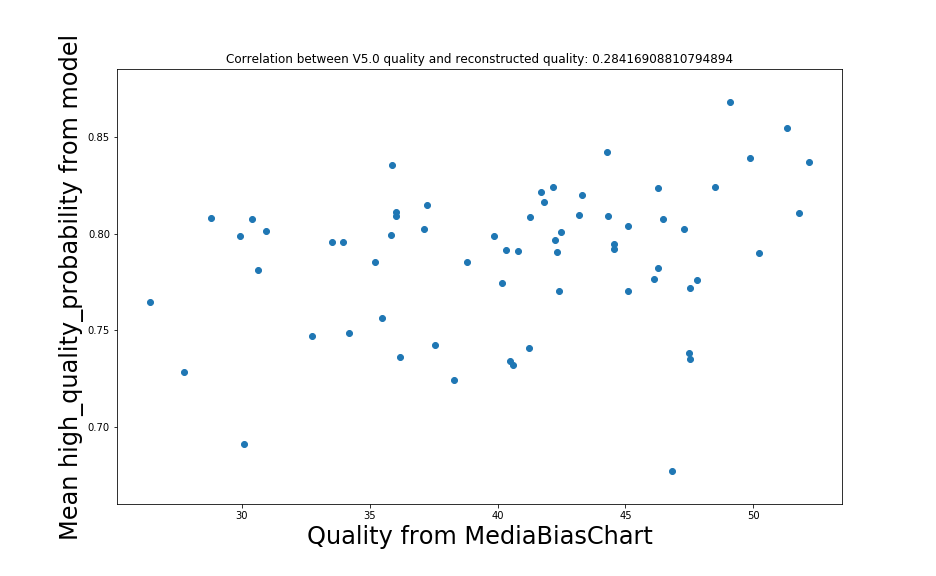 Correlation between V5.0 quality and reconstructed quality: 0.28416908810794894
Mean high_quality_probability from model
0.85
0.80
0.75
0.70
30 35 40 45 50
Quality from MediaBiasChart